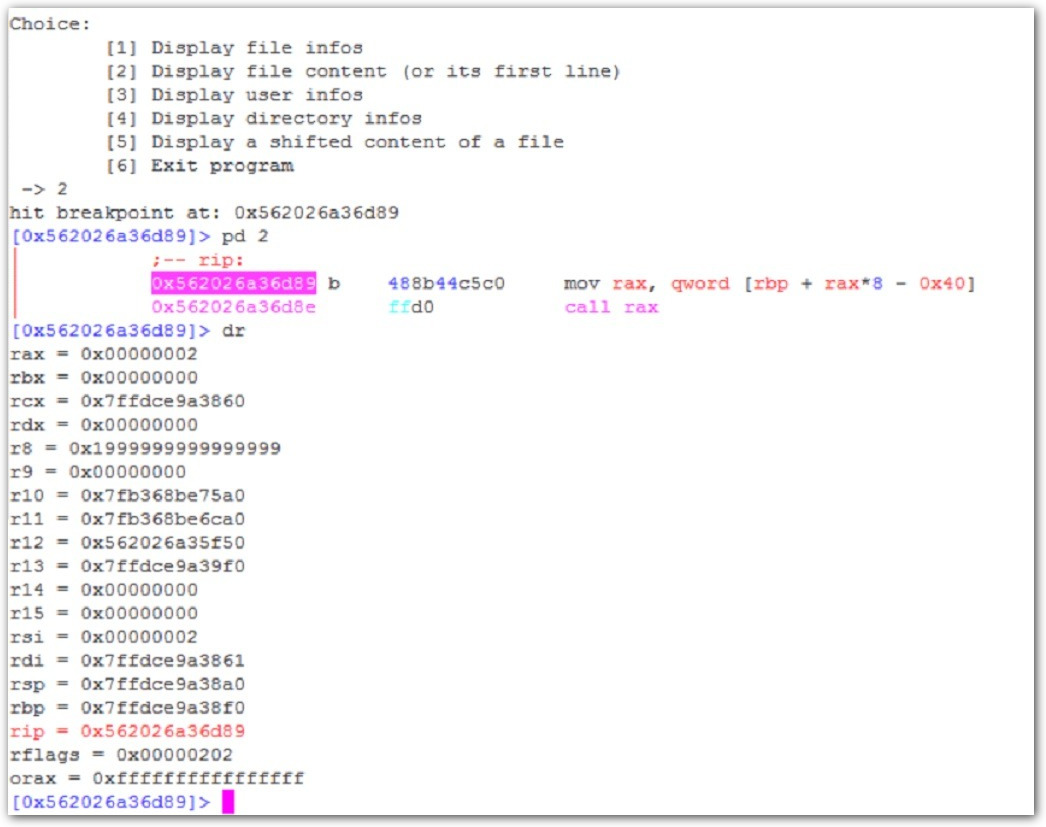 Choice:
[1] Display file infos
[2] Display file content (or its first line)
[3] Display user infos
[4] Display directory infos
[5] Display a shifted content of a file
[6] Exit program
-> 2
hit breakpoint at: 0x562026a36d89
[0x562026a36d89]> pd 2
;-- rip:
0x562026a36d89 b 488b44c5c0 mov rax, qword [rbp + rax*8 - 0x40]
0x562026a36d8e ffd0 call rax
[0x562026a36d89]> dr
rax = 0x00000002
rbx = 0x00000000
rcx = 0x7ffdce9a3860
rdx = 0x00000000
r8 = 0x1999999999999999
r9 = 0x00000000
r10 = 0x7fb368be75a0
r11 = 0x7fb368be6ca0
r12 = 0x562026a35f50
r13 = 0x7ffdce9a39f0
r14 = 0x00000000
r15 = 0x00000000
rsi = 0x00000002
rdi = 0x7ffdce9a3861
rsp = 0x7ffdce9a38a0
rbp = 0x7ffdce9a38f0
rip = 0x562026a36d89
rflags = 0x00000202
orax = 0xffffffffffffffff
[0x562026a36d89]>